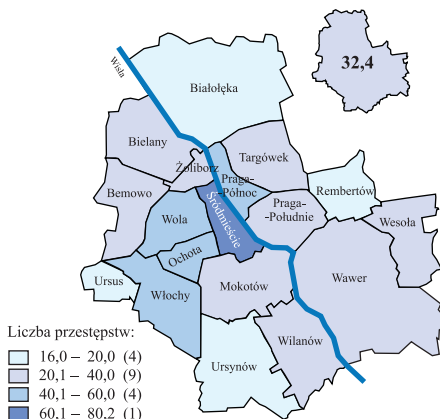 Wisła
Białołęka
32,4
Bielany
Żoliborz
Targówek
Praga-
-Północ
Bemowo
Rembertów
Wola
Śródmieście
Praga-
-Południe
Wesoła
Ochota
Ursus
Włochy
Mokotów
Wawer
Wilanów
Ursynów
Liczba przestępstw:
16,0 – 20,0 (4)
20,1 – 40,0 (9)
40,1 – 60,0 (4)
60,1 – 80,2 (1)